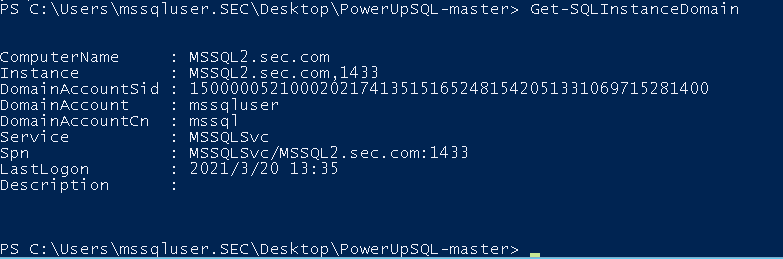 PS C:\Users\mssqluser.SEC\Desktop\PowerUpSQL-master> Get-SQLInstanceDomain
ComputerName : MSSQL2.sec.com
Instance : MSSQL2.sec.com,1433
DomainAccountSid : 1500000521000202174135151652481542051331069715281400
DomainAccount : mssqluser
DomainAccountCn : mssql
Service : MSSQLSvc
Spn : MSSQLSvc/MSSQL2.sec.com:1433
LastLogon : 2021/3/20 13:35
Description :
PS C:\Users\mssqluser.SEC\Desktop\PowerUpSQL-master>